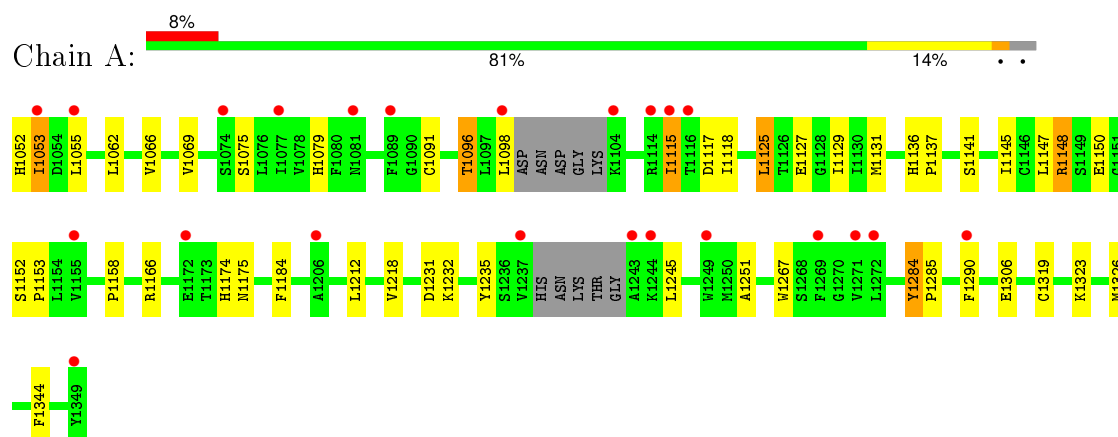 8%
Chain A:
81% 14% • •
H1052 I1053 D1054 L1055 L1062 V1066 V1069 S1074 S1075 L1076 I1077 V1078 H1079 F1080 N1081 F1089 G1090 C1091 T1096 L1097 L1098 ASP ASN ASP GLY LYS K1104 R1114 I1115 T1116 D1117 I1118 L1125 T1126 E1127 G1128 I1129 I1130 M1131 H1136 P1137 S1141 I1145 C1146 L1147 R1148 S1149 E1150
S1152 P1153 L1154 V1155 P1158 R1166 E1172 T1173 H1174 N1175 F1184 A1206 L1212 V1218 D1231 K1232 Y1235 S1236 V1237 HIS ASN LYS THR GLY A1243 K1244 L1245 W1249 M1250 A1251 W1267 S1268 F1269 G1270 V1271 L1272 Y1284 P1285 F1290 E1306 C1319 K1323
F1344 Y1349